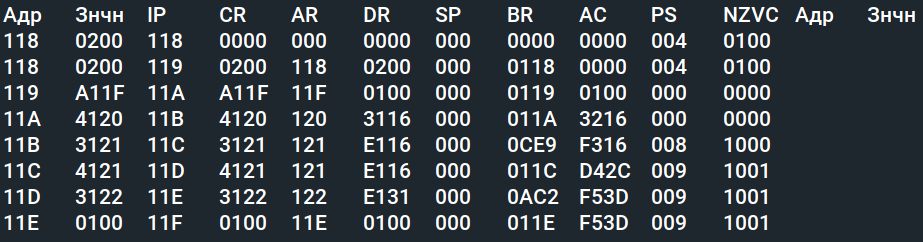 Адр Знчн IP CR AR DR SP BR AC PS NZVC Адр Знчн
118 0200 118 0000 000 0000 000 0000 0000 004 0100
118 0200 119 0200 118 0200 000 0118 0000 004 0100
119 A11F 11A A11F 11F 0100 000 0119 0100 000 0000
11A 4120 11B 4120 120 3116 000 011A 3216 000 0000
11B 3121 11C 3121 121 E116 000 0CE9 F316 008 1000
11C 4121 11D 4121 121 E116 000 011C D42C 009 1001
11D 3122 11E 3122 122 E131 000 0AC2 F53D 009 1001
11E 0100 11F 0100 11E 0100 000 011E F53D 009 1001